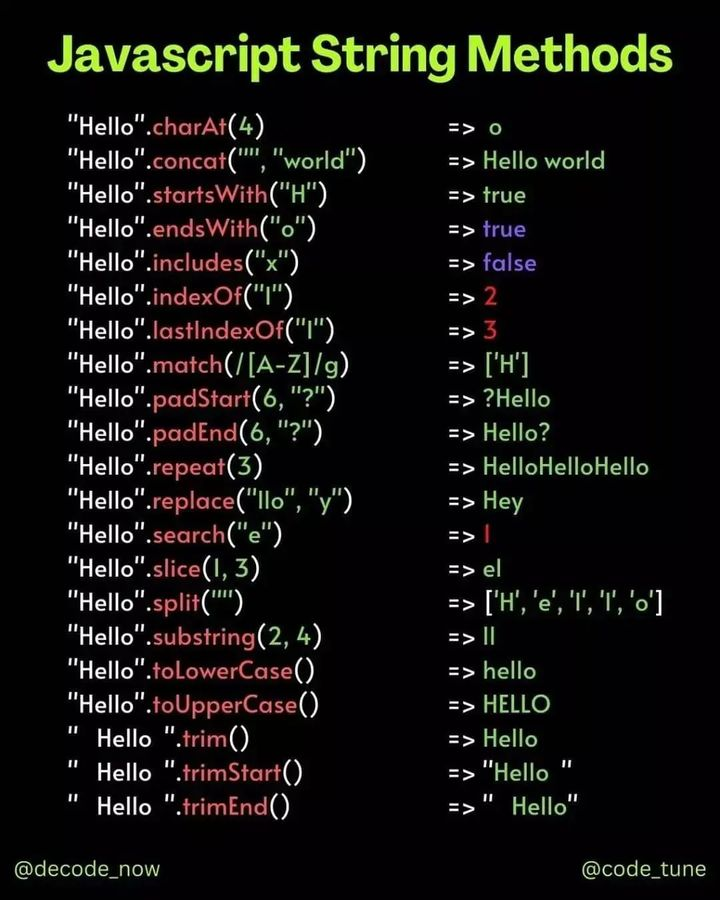 Javascript String Methods
"Hello".charAt(4) => o
"Hello".concat("", "world") => Hello world
"Hello".startsWith("H") => true
"Hello".endsWith("o") => true
"Hello".includes("x") => false
"Hello".indexOf("l") => 2
"Hello".lastIndexOf("l") => 3
"Hello".match(/[A-Z]/g) => ['H']
"Hello".padStart(6, "?") => ?Hello
"Hello".padEnd(6, "?") => Hello?
"Hello".repeat(3) => HelloHelloHello
"Hello".replace("llo", "y") => Hey
"Hello".search("e") => 1
"Hello".slice(1, 3) => el
"Hello".split("") => ['H', 'e', 'l', 'l', 'o']
"Hello".substring(2, 4) => ll
"Hello".toLowerCase() => hello
"Hello".toUpperCase() => HELLO
"  Hello  ".trim() => Hello
"  Hello  ".trimStart() => "Hello  "
"  Hello  ".trimEnd() => "  Hello"
@decode_now @code_tune